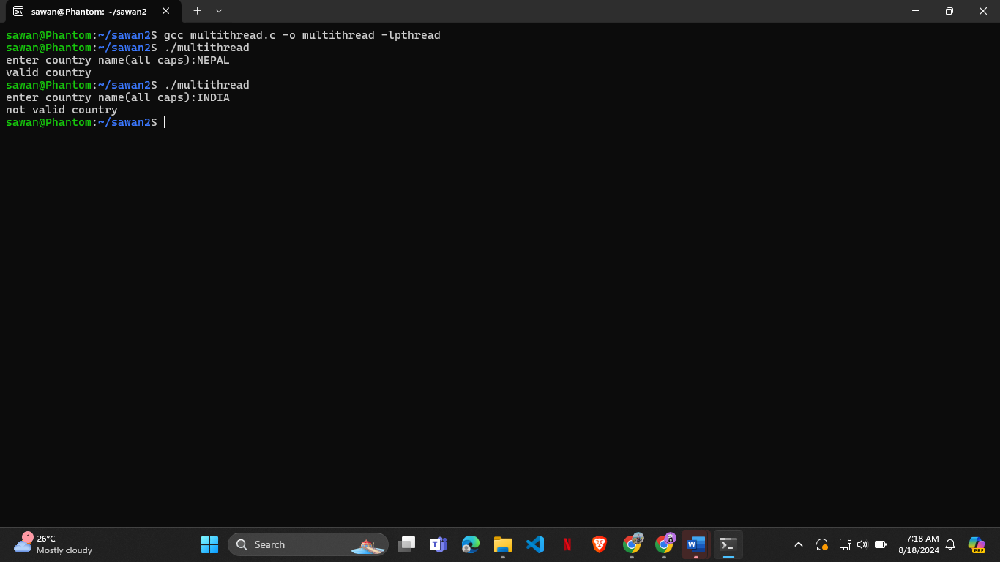 sawan@Phantom: ~/sawan2
sawan@Phantom:~/sawan2$ gcc multithread.c -o multithread -lpthread
sawan@Phantom:~/sawan2$ ./multithread
enter country name(all caps):NEPAL
valid country
sawan@Phantom:~/sawan2$ ./multithread
enter country name(all caps):INDIA
not valid country
sawan@Phantom:~/sawan2$
1
26°C
Mostly cloudy
Search
7:18 AM
8/18/2024
PRE